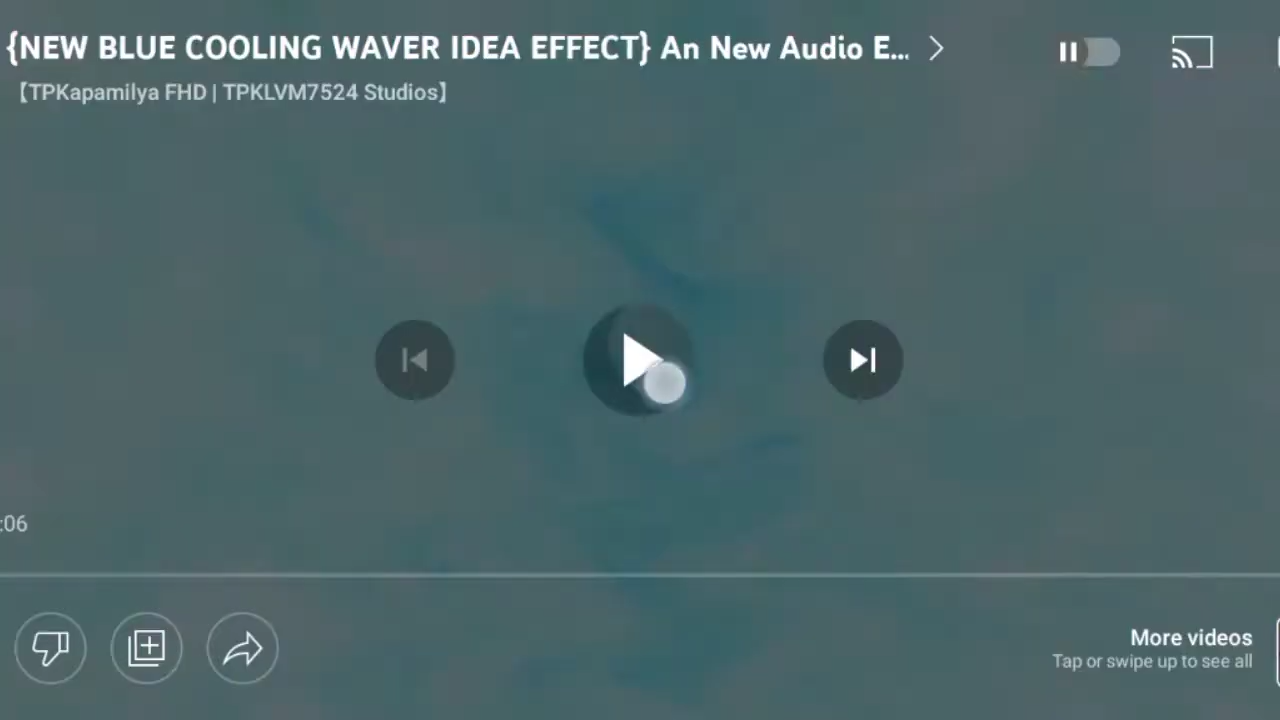 {NEW BLUE COOLING WAVER IDEA EFFECT} An New Audio E...
【TPKapamilya FHD | TPKLVM7524 Studios】
:06
More videos
Tap or swipe up to see all